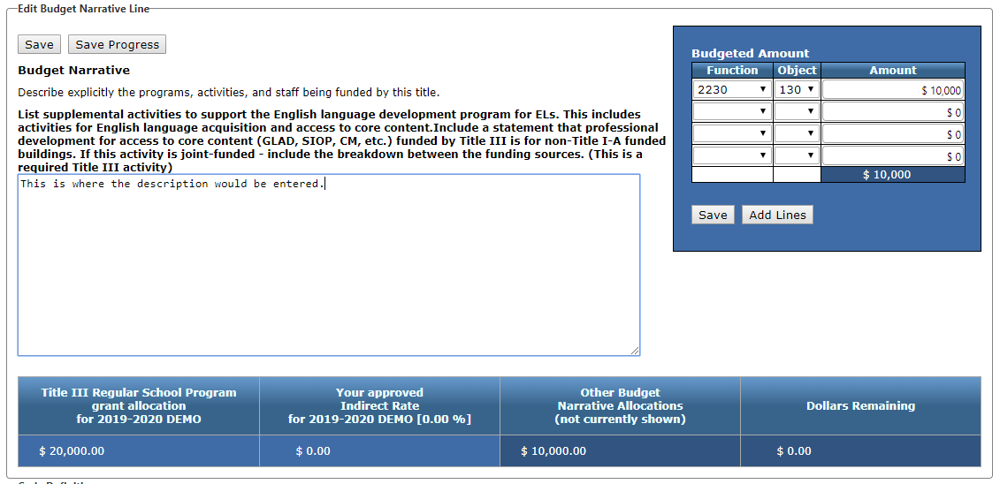 Edit Budget Narrative Line
Save Save Progress
Budget Narrative
Describe explicitly the programs, activities, and staff being funded by this title.
List supplemental activities to support the English language development program for ELs. This includes
activities for English language acquisition and access to core content.Include a statement that professional
development for access to core content (GLAD, SIOP, CM, etc.) funded by Title III is for non-Title I-A funded
buildings. If this activity is joint-funded - include the breakdown between the funding sources. (This is a
required Title III activity)
This is where the description would be entered.
Budgeted Amount
Function Object Amount
2230 130 $ 10,000
$ 0
$ 0
$ 0
$ 10,000
Save Add Lines
Title III Regular School Program
grant allocation
for 2019-2020 DEMO
Your approved
Indirect Rate
for 2019-2020 DEMO [0.00 %]
Other Budget
Narrative Allocations
(not currently shown)
Dollars Remaining
$ 20,000.00 $ 0.00 $ 10,000.00 $ 0.00